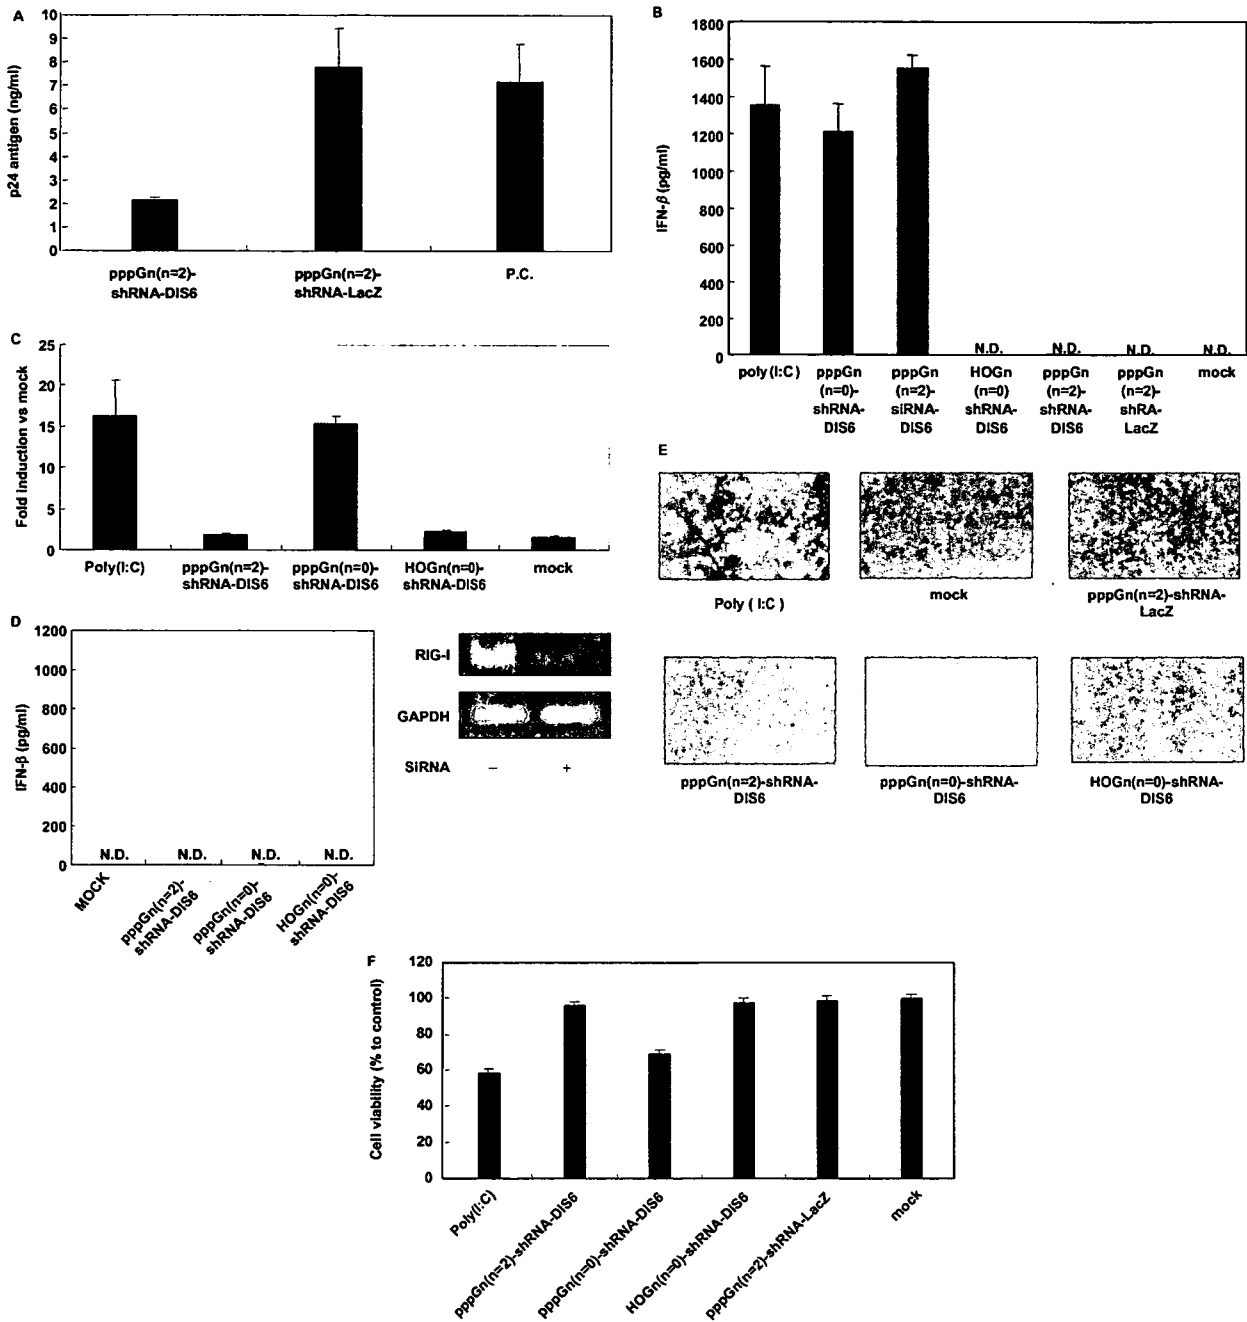 A
10
9
8
7
6
5
4
3
2
1
0
p24 antigen (ng/ml)
pppGn(n=2)-
shRNA-DIS6
pppGn(n=2)-
shRNA-LacZ
P.C.
B
1800
1600
1400
1200
1000
800
600
400
200
0
IFN-β (pg/ml)
N.D.
N.D.
N.D.
N.D.
poly(I:C)
pppGn
(n=0)-
shRNA-
DIS6
pppGn
(n=2)-
siRNA-
DIS6
HOGn
(n=0)
shRNA-
DIS6
pppGn
(n=2)-
shRNA-
DIS6
pppGn
(n=2)-
shRA-
LacZ
mock
C
25
20
15
10
5
0
Fold induction vs mock
Poly(I:C)
pppGn(n=2)-
shRNA-DIS6
pppGn(n=0)-
shRNA-DIS6
HOGn(n=0)-
shRNA-DIS6
mock
D
1200
1000
800
600
400
200
0
IFN-β (pg/ml)
N.D.
N.D.
N.D.
N.D.
MOCK
pppGn(n=2)-
shRNA-DIS6
pppGn(n=0)-
shRNA-DIS6
HOGn(n=0)-
shRNA-DIS6
RIG-I
GAPDH
SiRNA
–
+
E
Poly ( I:C )
mock
pppGn(n=2)-shRNA-
LacZ
pppGn(n=2)-shRNA-
DIS6
pppGn(n=0)-shRNA-
DIS6
HOGn(n=0)-shRNA-
DIS6
F
120
100
80
60
40
20
0
Cell viability (% to control)
Poly(I:C)
pppGn(n=2)-shRNA-DIS6
pppGn(n=0)-shRNA-DIS6
HOGn(n=0)-shRNA-DIS6
pppGn(n=2)-shRNA-LacZ
mock